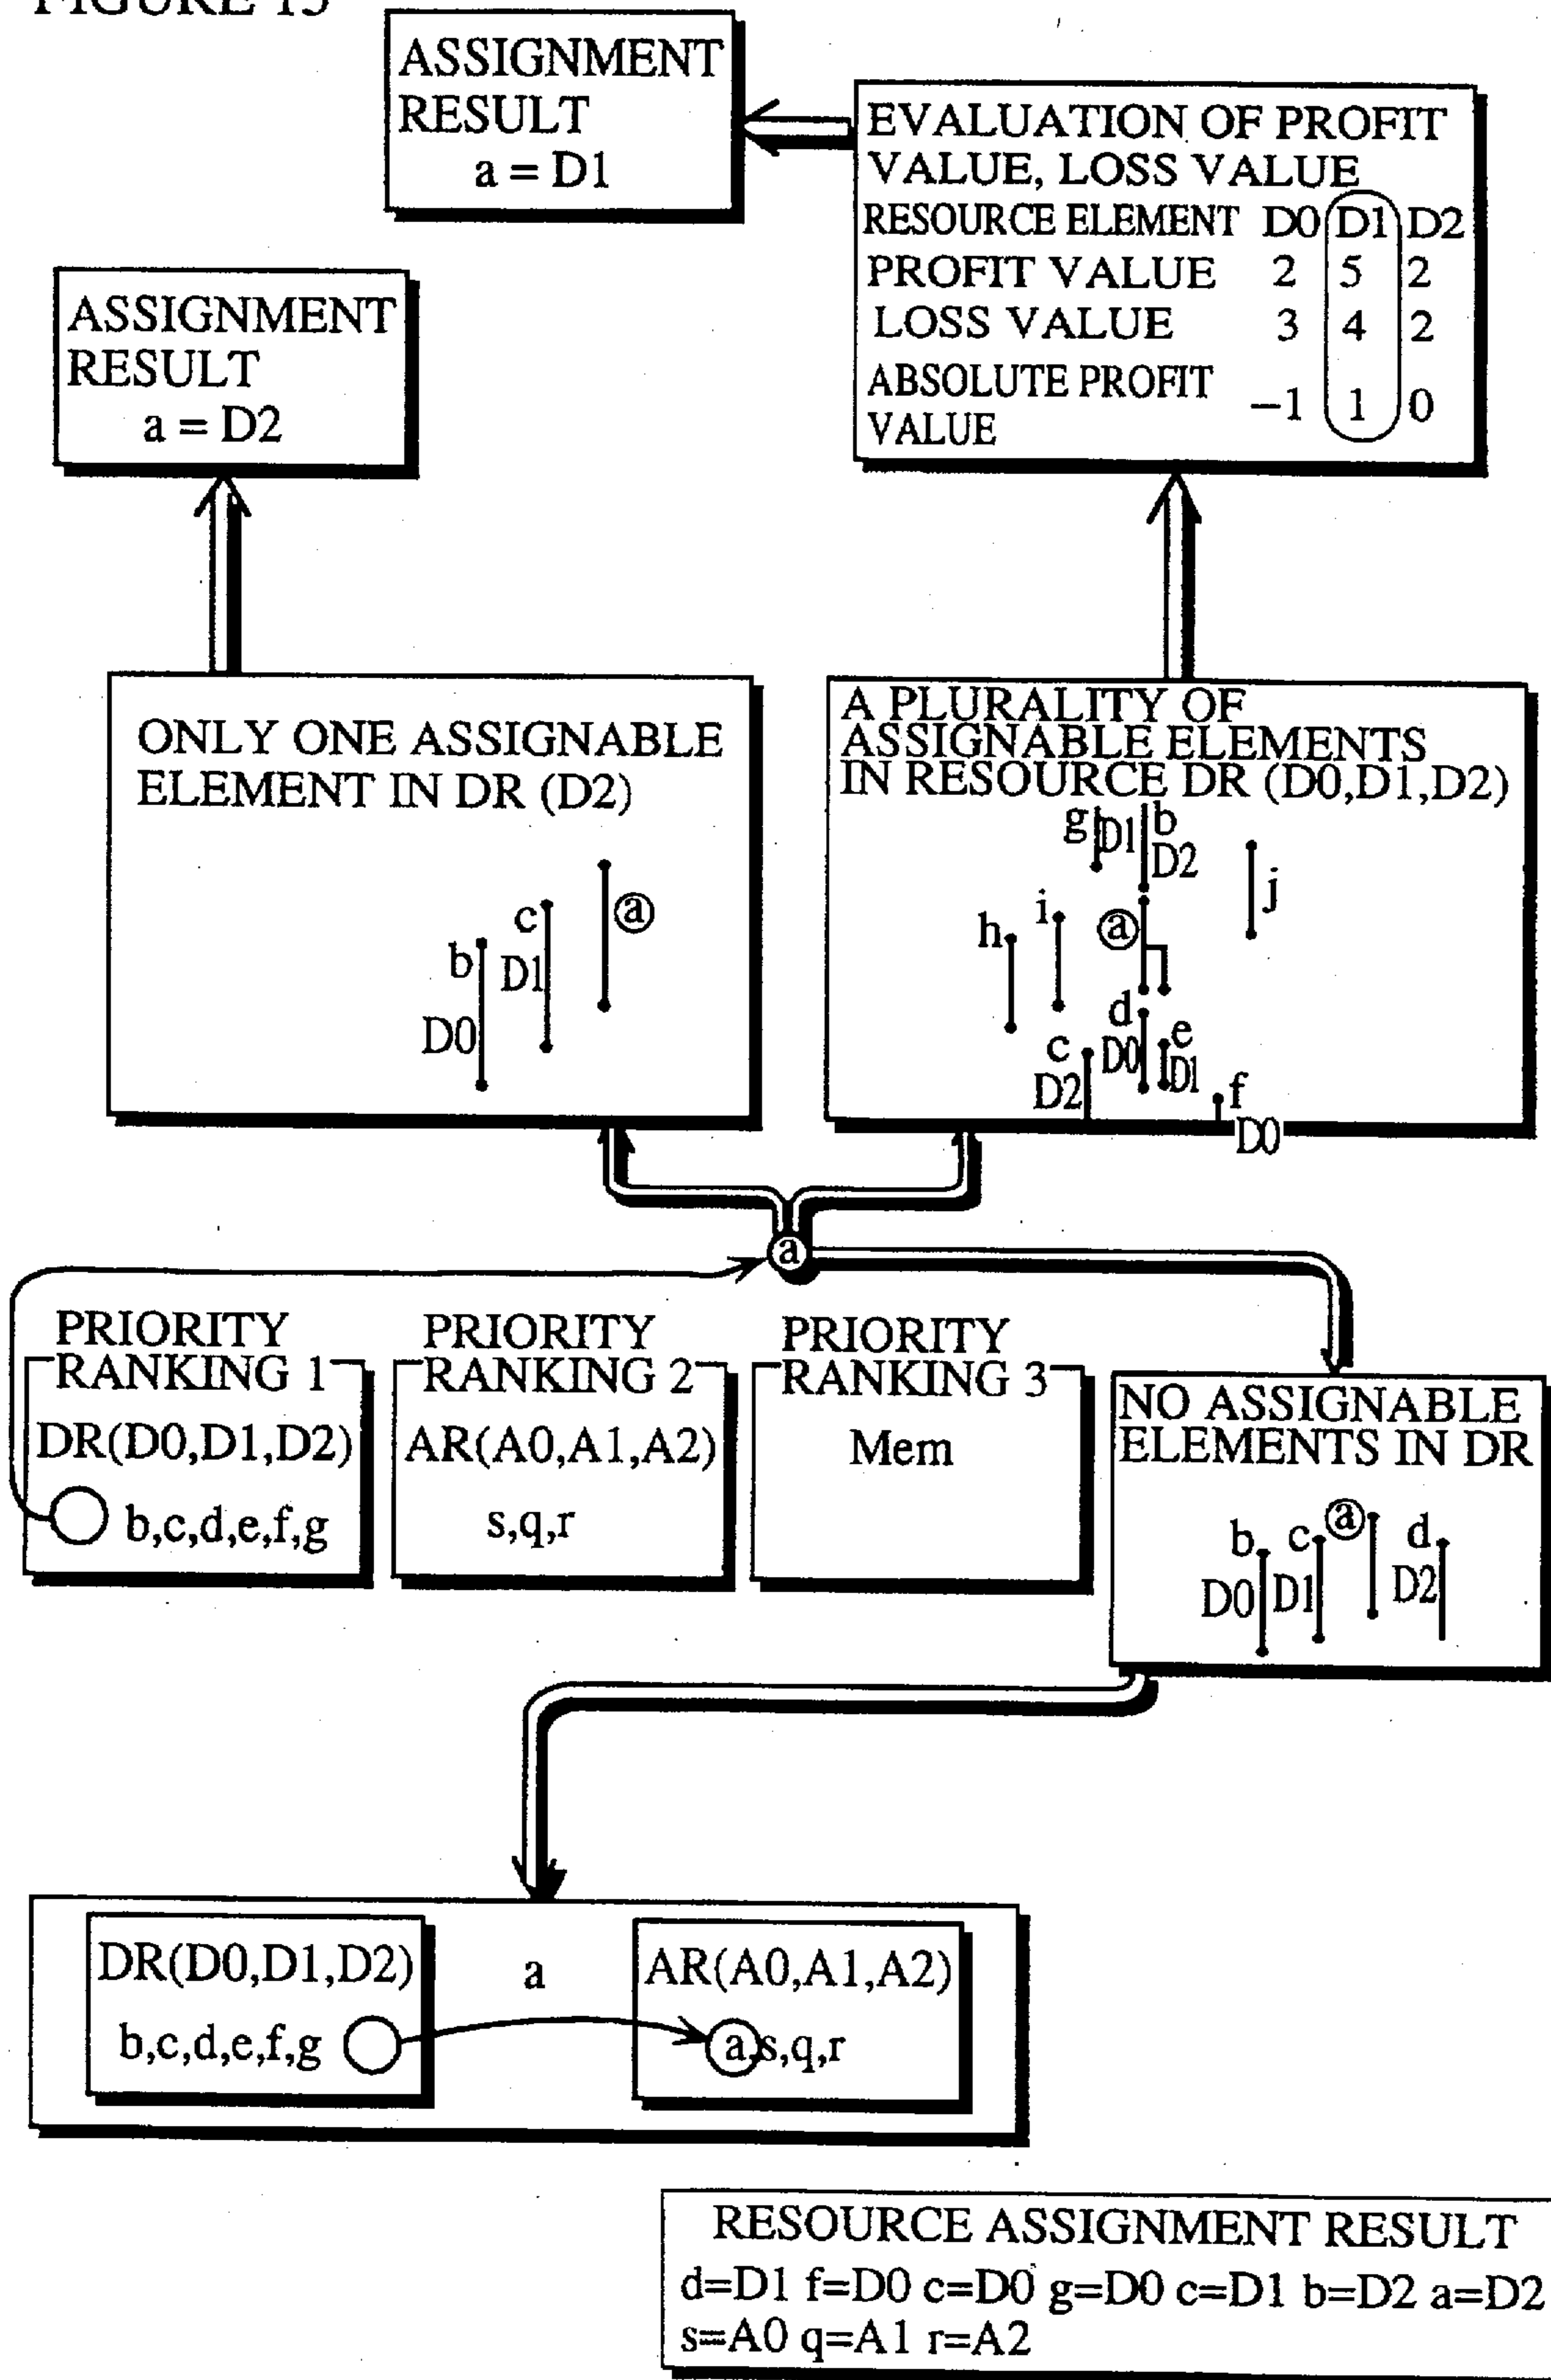 FIGURE 13
ASSIGNMENT
RESULT
a = D1
EVALUATION OF PROFIT
VALUE, LOSS VALUE
RESOURCE ELEMENT D0 D1 D2
PROFIT VALUE 2 5 2
LOSS VALUE 3 4 2
ABSOLUTE PROFIT
VALUE −1 1 0
ASSIGNMENT
RESULT
a = D2
ONLY ONE ASSIGNABLE
ELEMENT IN DR (D2)
c a
b D1
D0
A PLURALITY OF
ASSIGNABLE ELEMENTS
IN RESOURCE DR (D0,D1,D2)
g D1 b
D2
j
h i a
d
c D0 e
D2 D1 f
D0
a
PRIORITY
RANKING 1
DR(D0,D1,D2)
b,c,d,e,f,g
PRIORITY
RANKING 2
AR(A0,A1,A2)
s,q,r
PRIORITY
RANKING 3
Mem
NO ASSIGNABLE
ELEMENTS IN DR
b c a d
D0 D1 D2
DR(D0,D1,D2) a AR(A0,A1,A2)
b,c,d,e,f,g a,s,q,r
RESOURCE ASSIGNMENT RESULT
d=D1 f=D0 c=D0 g=D0 c=D1 b=D2 a=D2
s=A0 q=A1 r=A2